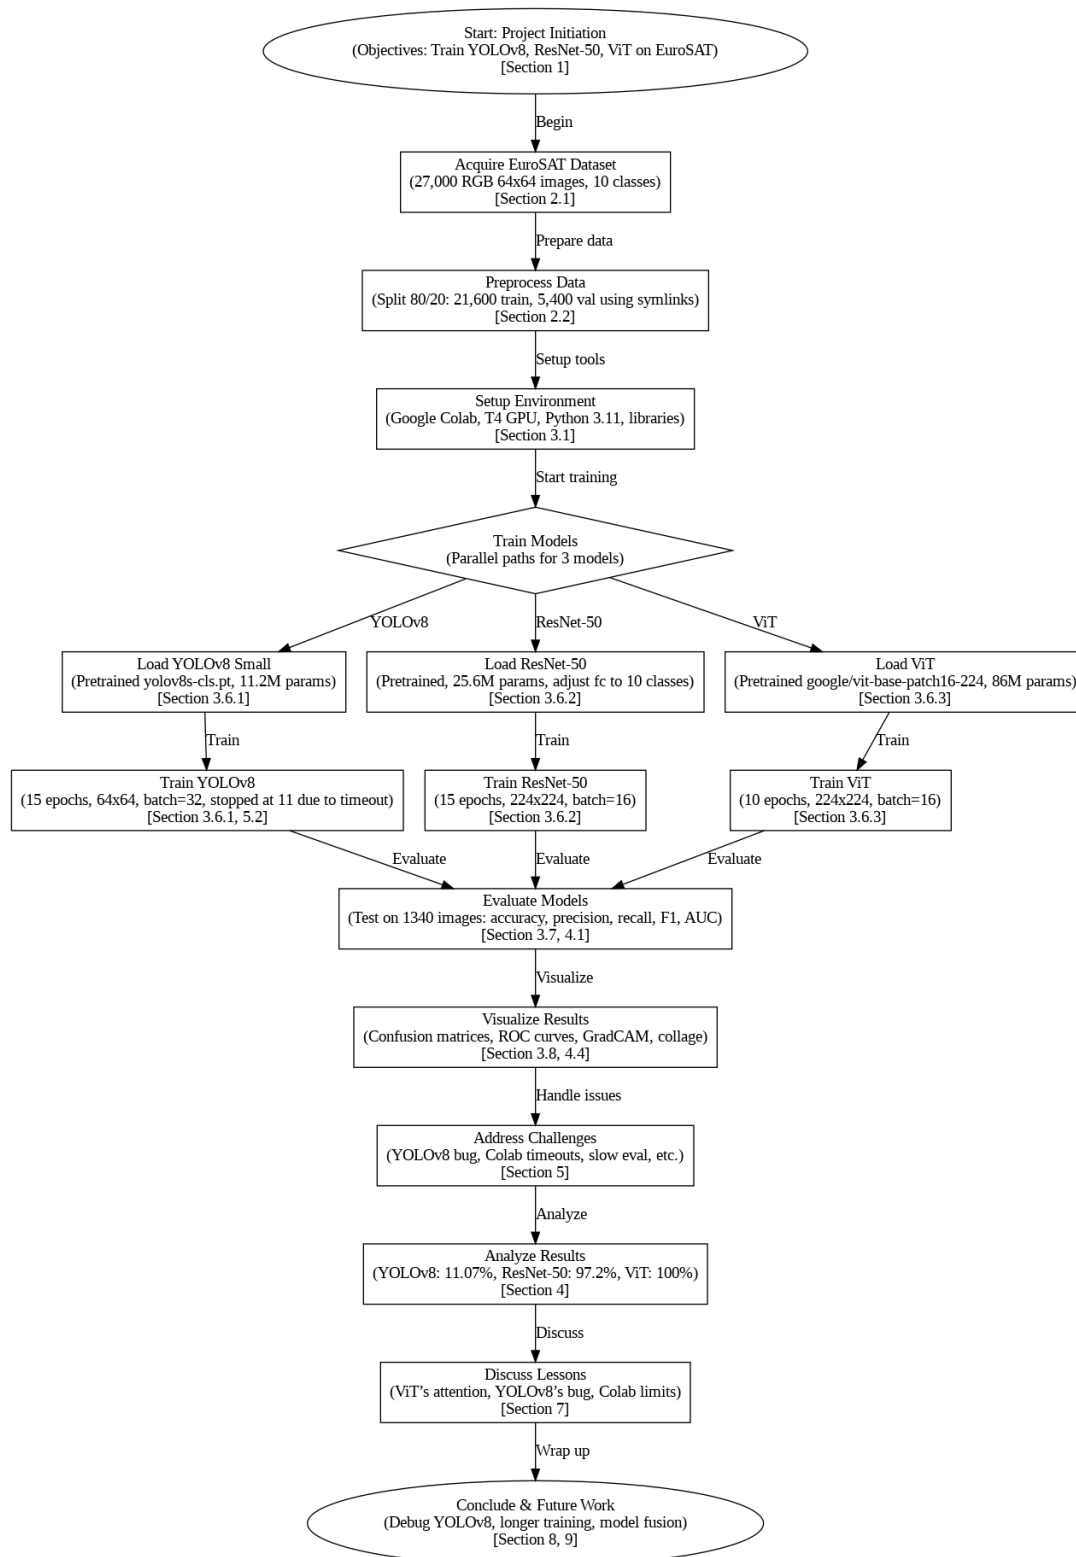 Start: Project Initiation
(Objectives: Train YOLOv8, ResNet-50, ViT on EuroSAT)
[Section 1]
Begin
Acquire EuroSAT Dataset
(27,000 RGB 64x64 images, 10 classes)
[Section 2.1]
Prepare data
Preprocess Data
(Split 80/20: 21,600 train, 5,400 val using symlinks)
[Section 2.2]
Setup tools
Setup Environment
(Google Colab, T4 GPU, Python 3.11, libraries)
[Section 3.1]
Start training
Train Models
(Parallel paths for 3 models)
YOLOv8
ResNet-50
ViT
Load YOLOv8 Small
(Pretrained yolov8s-cls.pt, 11.2M params)
[Section 3.6.1]
Load ResNet-50
(Pretrained, 25.6M params, adjust fc to 10 classes)
[Section 3.6.2]
Load ViT
(Pretrained google/vit-base-patch16-224, 86M params)
[Section 3.6.3]
Train
Train
Train
Train YOLOv8
(15 epochs, 64x64, batch=32, stopped at 11 due to timeout)
[Section 3.6.1, 5.2]
Train ResNet-50
(15 epochs, 224x224, batch=16)
[Section 3.6.2]
Train ViT
(10 epochs, 224x224, batch=16)
[Section 3.6.3]
Evaluate
Evaluate
Evaluate
Evaluate Models
(Test on 1340 images: accuracy, precision, recall, F1, AUC)
[Section 3.7, 4.1]
Visualize
Visualize Results
(Confusion matrices, ROC curves, GradCAM, collage)
[Section 3.8, 4.4]
Handle issues
Address Challenges
(YOLOv8 bug, Colab timeouts, slow eval, etc.)
[Section 5]
Analyze
Analyze Results
(YOLOv8: 11.07%, ResNet-50: 97.2%, ViT: 100%)
[Section 4]
Discuss
Discuss Lessons
(ViT’s attention, YOLOv8’s bug, Colab limits)
[Section 7]
Wrap up
Conclude & Future Work
(Debug YOLOv8, longer training, model fusion)
[Section 8, 9]